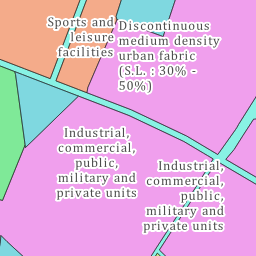 Sports and
leisure
facilities
Discontinuous
medium density
urban fabric
(S.L. : 30% -
50%)
Industrial,
commercial,
public,
military and
private units
Industrial,
commercial,
public,
military and
private units